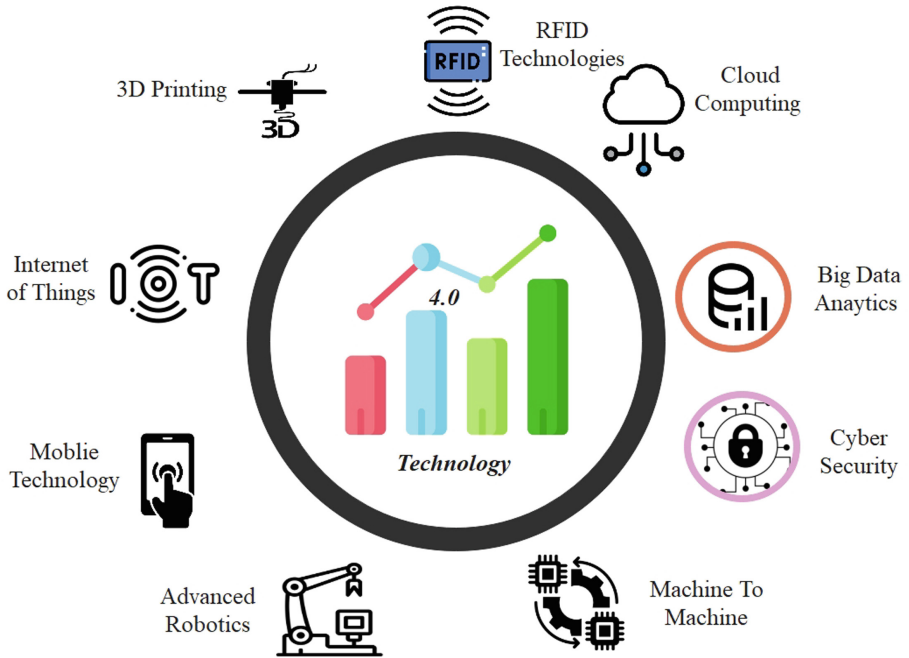 RFID
Technologies
RFID
Cloud
Computing
3D Printing
3D
Internet
of Things
IOT
4.0
Big Data
Anaytics
Moblie
Technology
Technology
Cyber
Security
Advanced
Robotics
Machine To
Machine